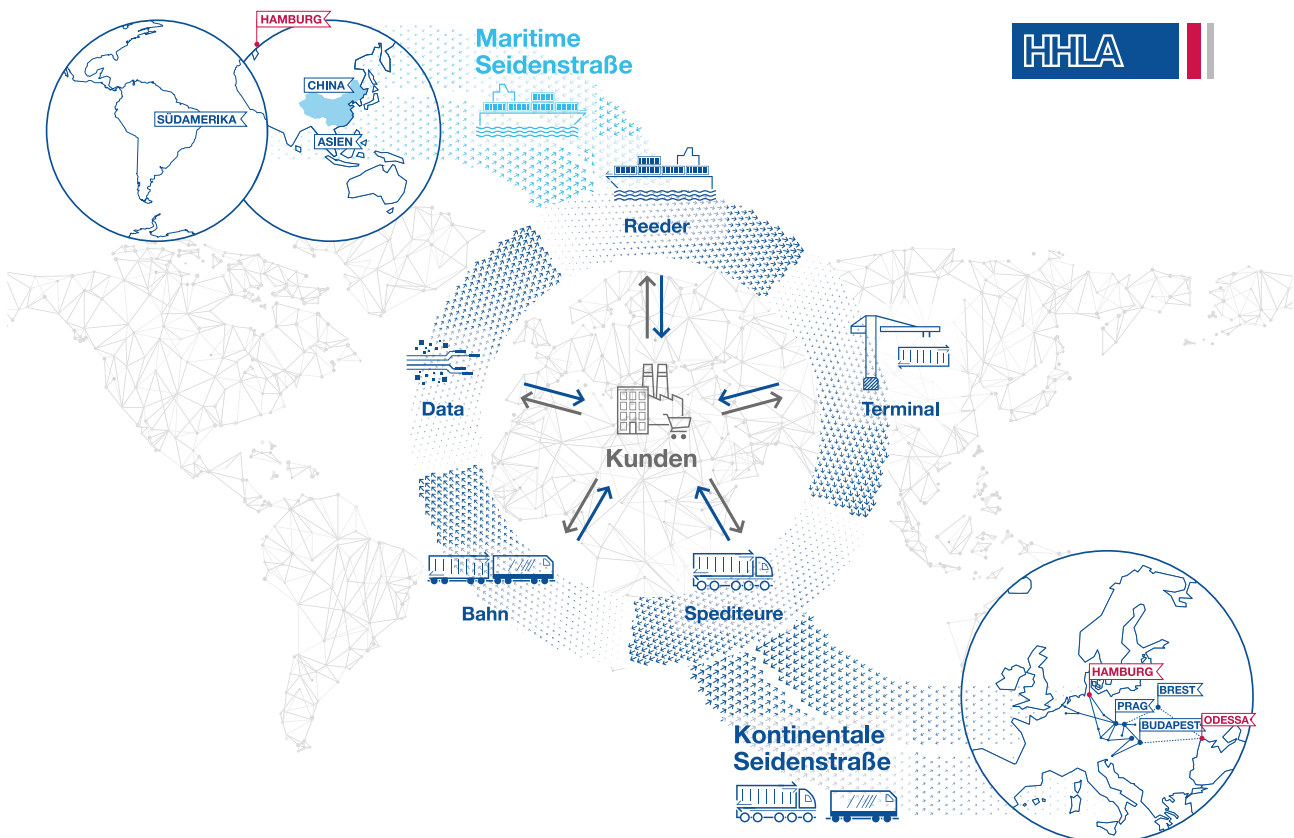 HAMBURG
Maritime
Seidenstraße
HHLA
CHINA
SÜDAMERIKA
ASIEN
Reeder
Data
Terminal
Kunden
Bahn
Spediteure
HAMBURG
BREST
PRAG
ODESSA
BUDAPEST
Kontinentale
Seidenstraße